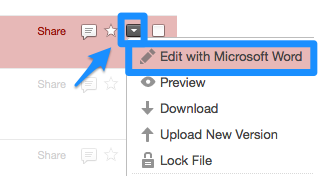 Share
Edit with Microsoft Word
Share
Preview
Download
Upload New Version
Share
Lock File